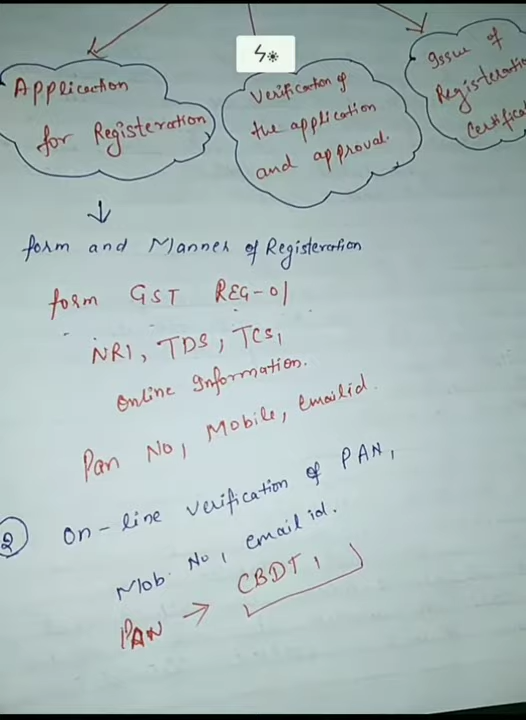 Application
for Registeration
Verification of
the application
and approval.
Issue of
Registeration
Certifica
form and Manner of Registeration
form GST REG-01
NRI, TDS, TCS,
Online Information.
Pan No, Mobile, emailid.
2 On-line verification of PAN,
Mob. No, email id.
PAN → CBDT,